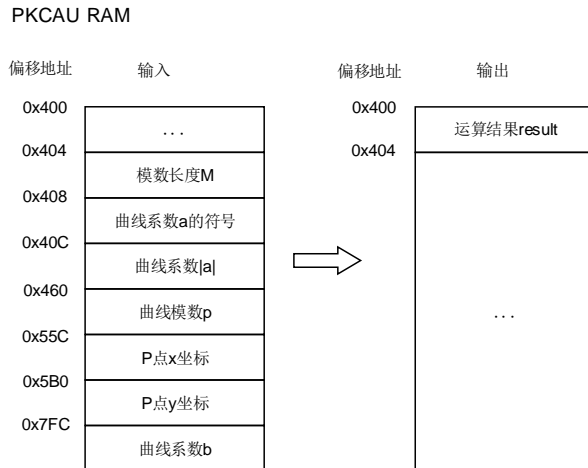 PKCAU RAM
偏移地址 输入 偏移地址 输出
0x400 0x400
... 运算结果result
0x404 0x404
模数长度M
0x408
曲线系数a的符号
0x40C
曲线系数|a|
0x460
曲线模数p ...
0x55C
P点x坐标
0x5B0
P点y坐标
0x7FC
曲线系数b